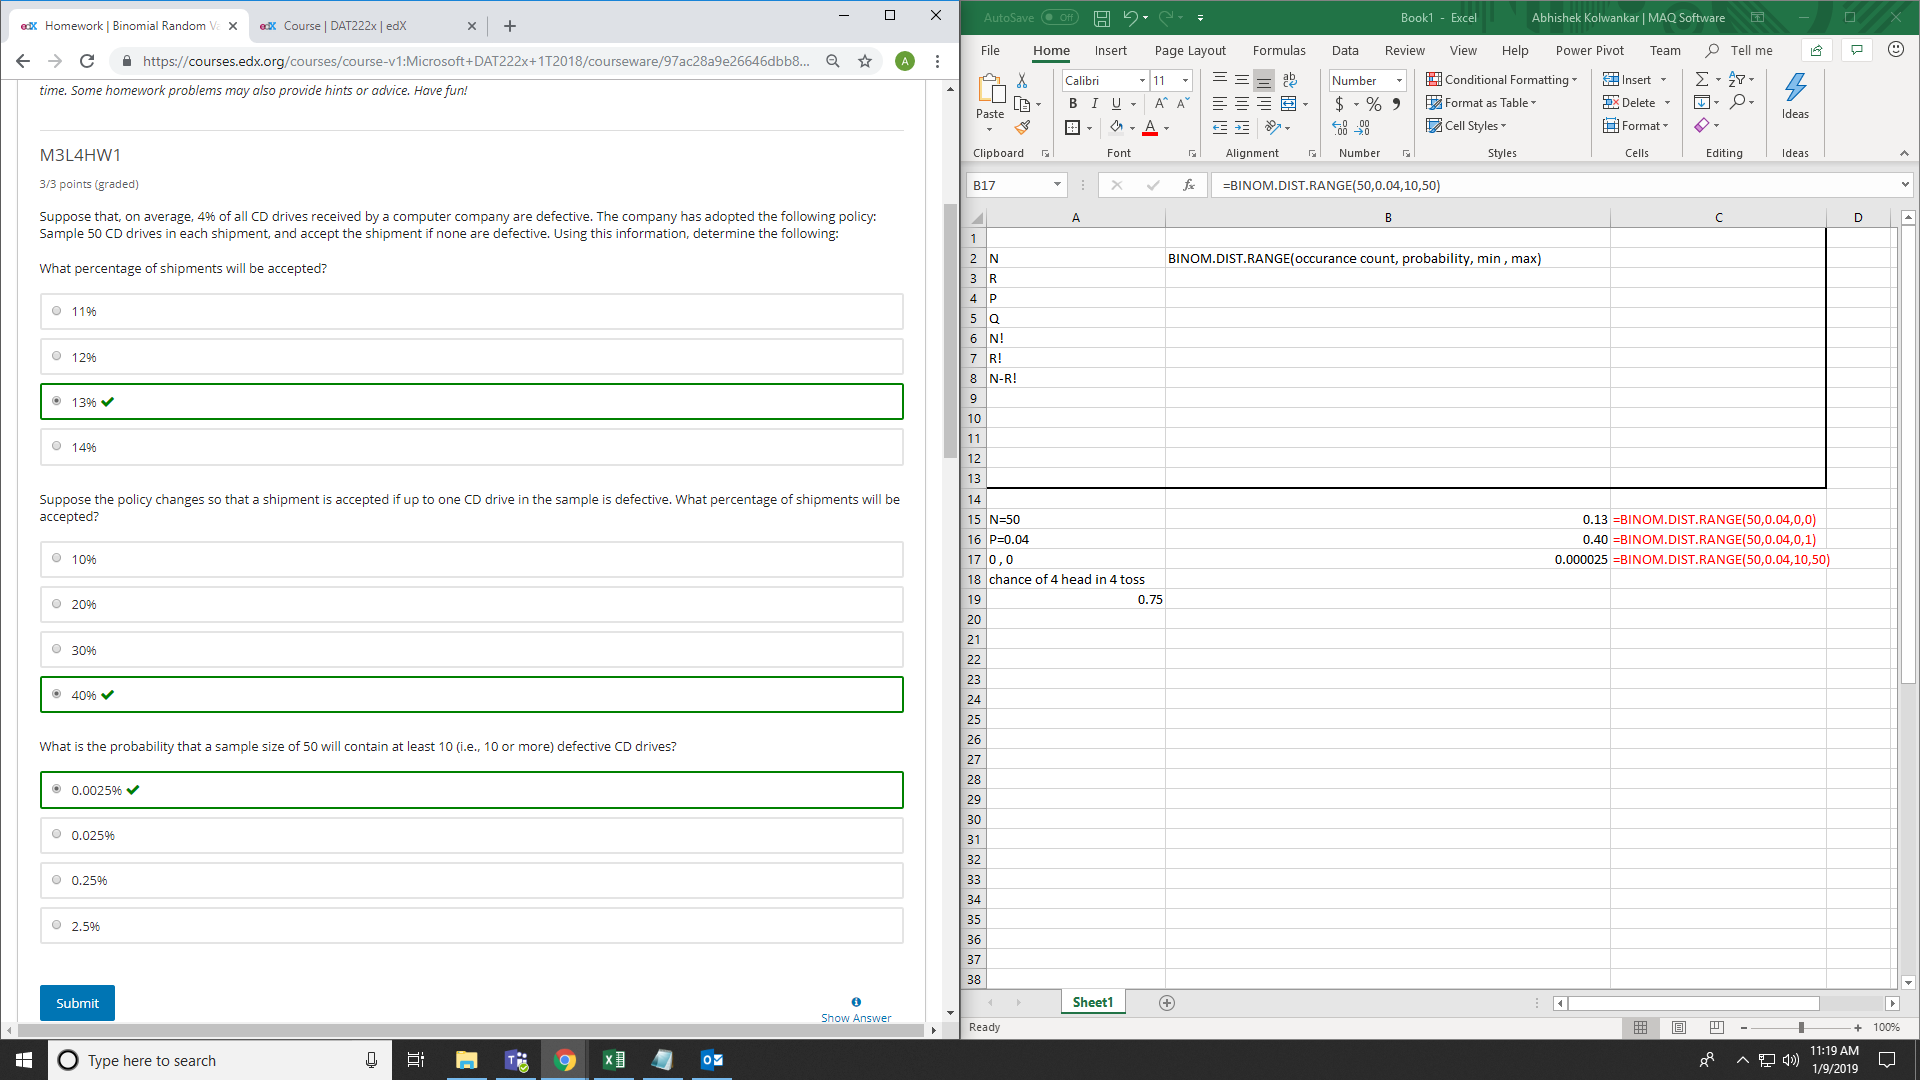 Homework | Binomial Random Va
Course | DAT222x | edX
https://courses.edx.org/courses/course-v1:Microsoft+DAT222x+1T2018/courseware/97ac28a9e26646dbb8...
A
time. Some homework problems may also provide hints or advice. Have fun!
M3L4HW1
3/3 points (graded)
Suppose that, on average, 4% of all CD drives received by a computer company are defective. The company has adopted the following policy:
Sample 50 CD drives in each shipment, and accept the shipment if none are defective. Using this information, determine the following:
What percentage of shipments will be accepted?
11%
12%
13%
14%
Suppose the policy changes so that a shipment is accepted if up to one CD drive in the sample is defective. What percentage of shipments will be
accepted?
10%
20%
30%
40%
What is the probability that a sample size of 50 will contain at least 10 (i.e., 10 or more) defective CD drives?
0.0025%
0.025%
0.25%
2.5%
Submit
Show Answer
AutoSave Off
Book1 - Excel
Abhishek Kolwankar | MAQ Software
File Home Insert Page Layout Formulas Data Review View Help Power Pivot Team Tell me
Paste
Clipboard
Calibri 11
B I U
Font
Alignment
Number
$ %
Number
Conditional Formatting
Format as Table
Cell Styles
Styles
Insert
Delete
Format
Cells
Editing
Ideas
Ideas
B17 fx =BINOM.DIST.RANGE(50,0.04,10,50)
A B C D
1
2 N BINOM.DIST.RANGE(occurance count, probability, min , max)
3 R
4 P
5 Q
6 N!
7 R!
8 N-R!
9
10
11
12
13
14
15 N=50 0.13 =BINOM.DIST.RANGE(50,0.04,0,0)
16 P=0.04 0.40 =BINOM.DIST.RANGE(50,0.04,0,1)
17 0 , 0 0.000025 =BINOM.DIST.RANGE(50,0.04,10,50)
18 chance of 4 head in 4 toss
19 0.75
20
21
22
23
24
25
26
27
28
29
30
31
32
33
34
35
36
37
38
Sheet1
Ready
100%
Type here to search
11:19 AM
1/9/2019